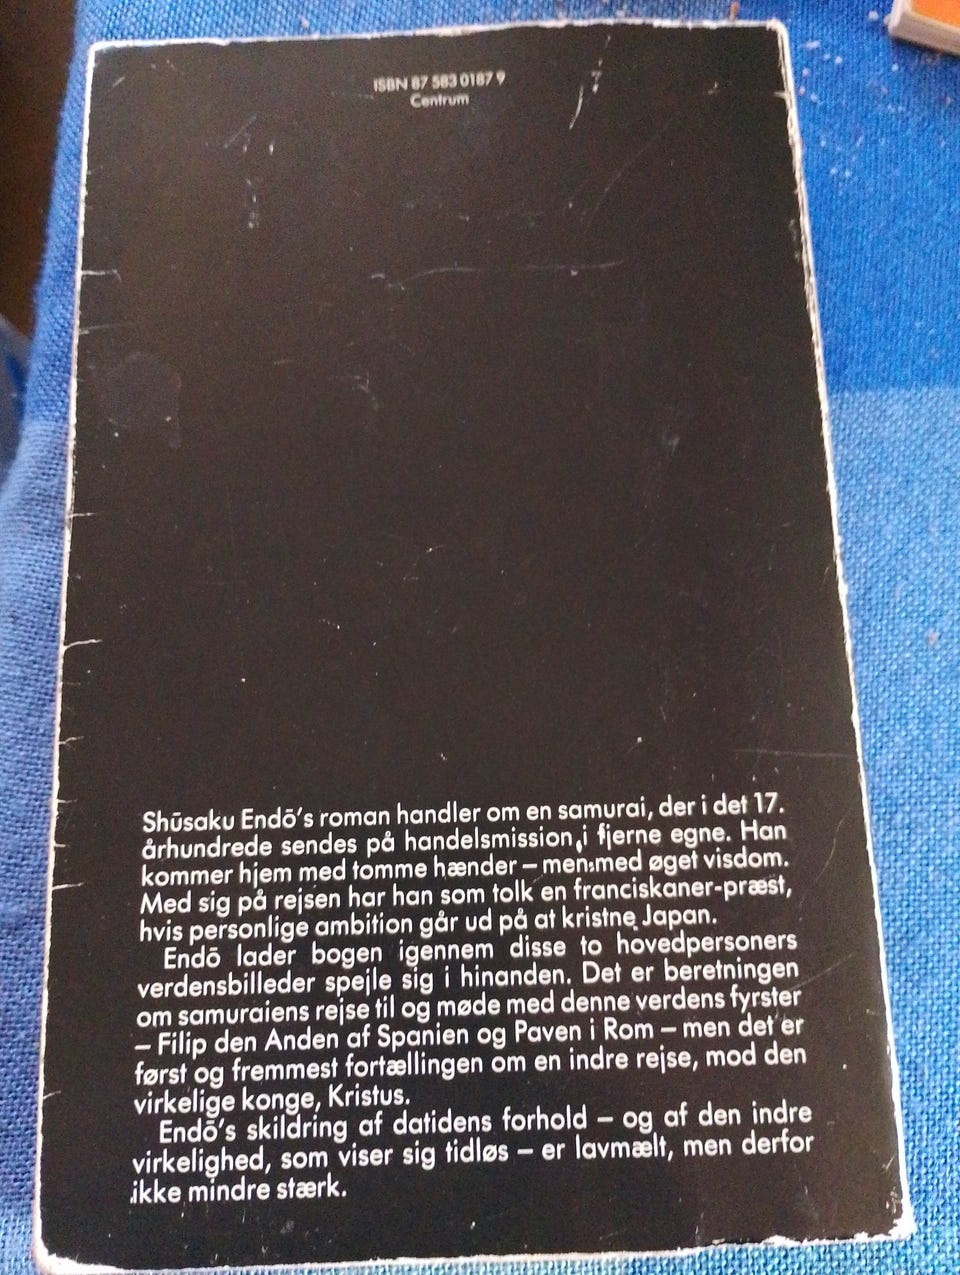 ISBN 87 583 0187 9
Centrum
Shūsaku Endō's roman handler om en samurai, der i det 17.
århundrede sendes på handelsmission i fjerne egne. Han
kommer hjem med tomme hænder – men med øget visdom.
Med sig på rejsen har han som tolk en franciskaner-præst,
hvis personlige ambition går ud på at kristne Japan.
Endō lader bogen igennem disse to hovedpersoners
verdensbilleder spejle sig i hinanden. Det er beretningen
om samuraiens rejse til og møde med denne verdens fyrster
– Filip den Anden af Spanien og Paven i Rom – men det er
først og fremmest fortællingen om en indre rejse, mod den
virkelige konge, Kristus.
Endō's skildring af datidens forhold – og af den indre
virkelighed, som viser sig tidløs – er lavmælt, men derfor
ikke mindre stærk.